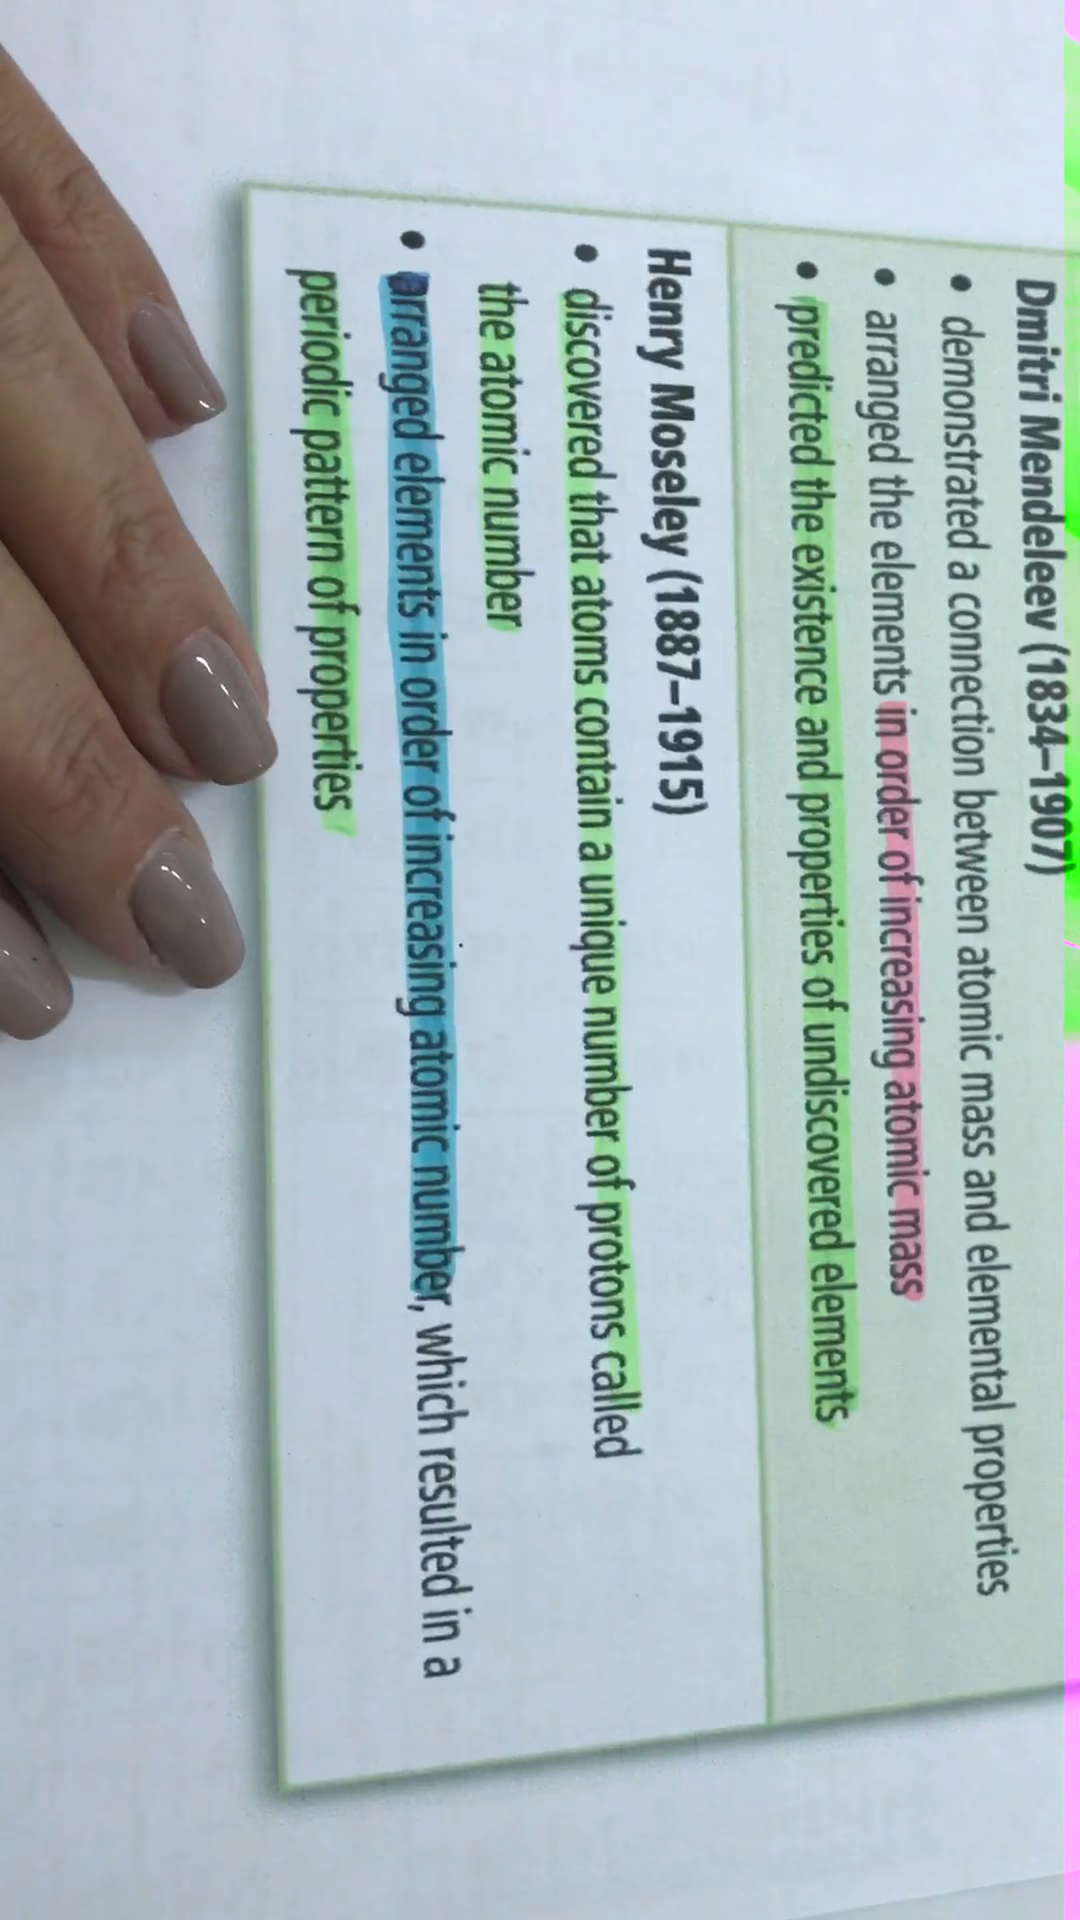 Dmitri Mendeleev (1834–1907)
• demonstrated a connection between atomic mass and elemental properties
• arranged the elements in order of increasing atomic mass
• predicted the existence and properties of undiscovered elements
Henry Moseley (1887–1915)
• discovered that atoms contain a unique number of protons called
the atomic number
• arranged elements in order of increasing atomic number, which resulted in a
periodic pattern of properties